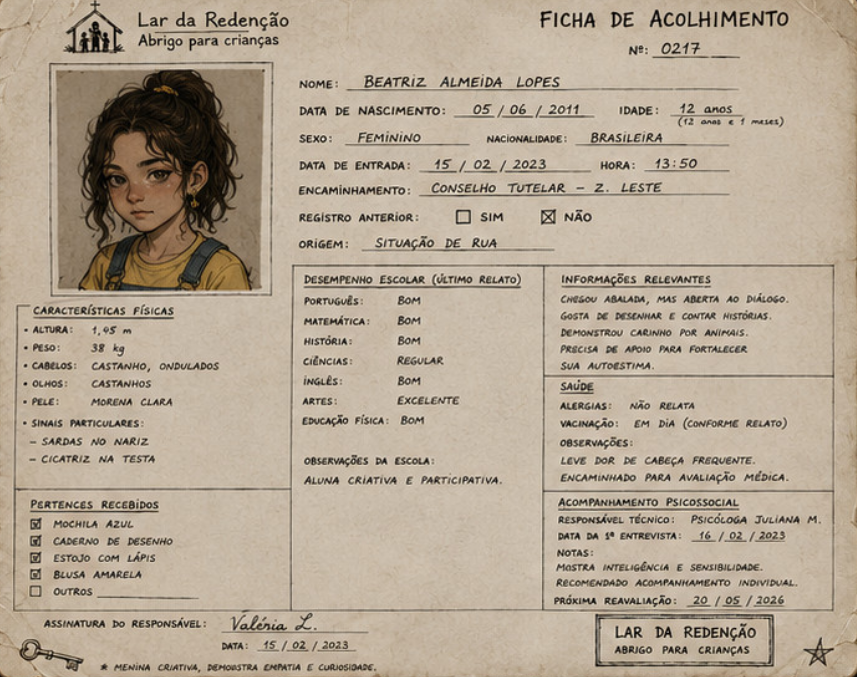 Lar da Redenção
Abrigo para crianças
FICHA DE ACOLHIMENTO
Nº: 0217
NOME: BEATRIZ ALMEIDA LOPES
DATA DE NASCIMENTO: 05 / 06 / 2011 IDADE: 12 anos
(12 anos e 1 meses)
SEXO: FEMININO NACIONALIDADE: BRASILEIRA
DATA DE ENTRADA: 15 / 02 / 2023 HORA: 13:50
ENCAMINHAMENTO: CONSELHO TUTELAR – Z. LESTE
REGISTRO ANTERIOR: ☐ SIM ☒ NÃO
ORIGEM: SITUAÇÃO DE RUA
CARACTERÍSTICAS FÍSICAS
• ALTURA: 1,45 m
• PESO: 38 kg
• CABELOS: CASTANHO, ONDULADOS
• OLHOS: CASTANHOS
• PELE: MORENA CLARA
• SINAIS PARTICULARES:
– SARDAS NO NARIZ
– CICATRIZ NA TESTA
PERTENCES RECEBIDOS
☑ MOCHILA AZUL
☑ CADERNO DE DESENHO
☑ ESTOJO COM LÁPIS
☑ BLUSA AMARELA
☐ OUTROS
DESEMPENHO ESCOLAR (ÚLTIMO RELATO)
PORTUGUÊS: BOM
MATEMÁTICA: BOM
HISTÓRIA: BOM
CIÊNCIAS: REGULAR
INGLÊS: BOM
ARTES: EXCELENTE
EDUCAÇÃO FÍSICA: BOM
OBSERVAÇÕES DA ESCOLA:
ALUNA CRIATIVA E PARTICIPATIVA.
INFORMAÇÕES RELEVANTES
CHEGOU ABALADA, MAS ABERTA AO DIÁLOGO.
GOSTA DE DESENHAR E CONTAR HISTÓRIAS.
DEMONSTROU CARINHO POR ANIMAIS.
PRECISA DE APOIO PARA FORTALECER
SUA AUTOESTIMA.
SAÚDE
ALERGIAS: NÃO RELATA
VACINAÇÃO: EM DIA (CONFORME RELATO)
OBSERVAÇÕES:
LEVE DOR DE CABEÇA FREQUENTE.
ENCAMINHADO PARA AVALIAÇÃO MÉDICA.
ACOMPANHAMENTO PSICOSSOCIAL
RESPONSÁVEL TÉCNICO: PSICÓLOGA JULIANA M.
DATA DA 1ª ENTREVISTA: 16 / 02 / 2023
NOTAS:
MOSTRA INTELIGÊNCIA E SENSIBILIDADE.
RECOMENDADO ACOMPANHAMENTO INDIVIDUAL.
PRÓXIMA REAVALIAÇÃO: 20 / 05 / 2026
ASSINATURA DO RESPONSÁVEL: Valéria L.
DATA: 15 / 02 / 2023
* MENINA CRIATIVA, DEMONSTRA EMPATIA E CURIOSIDADE.
LAR DA REDENÇÃO
ABRIGO PARA CRIANÇAS